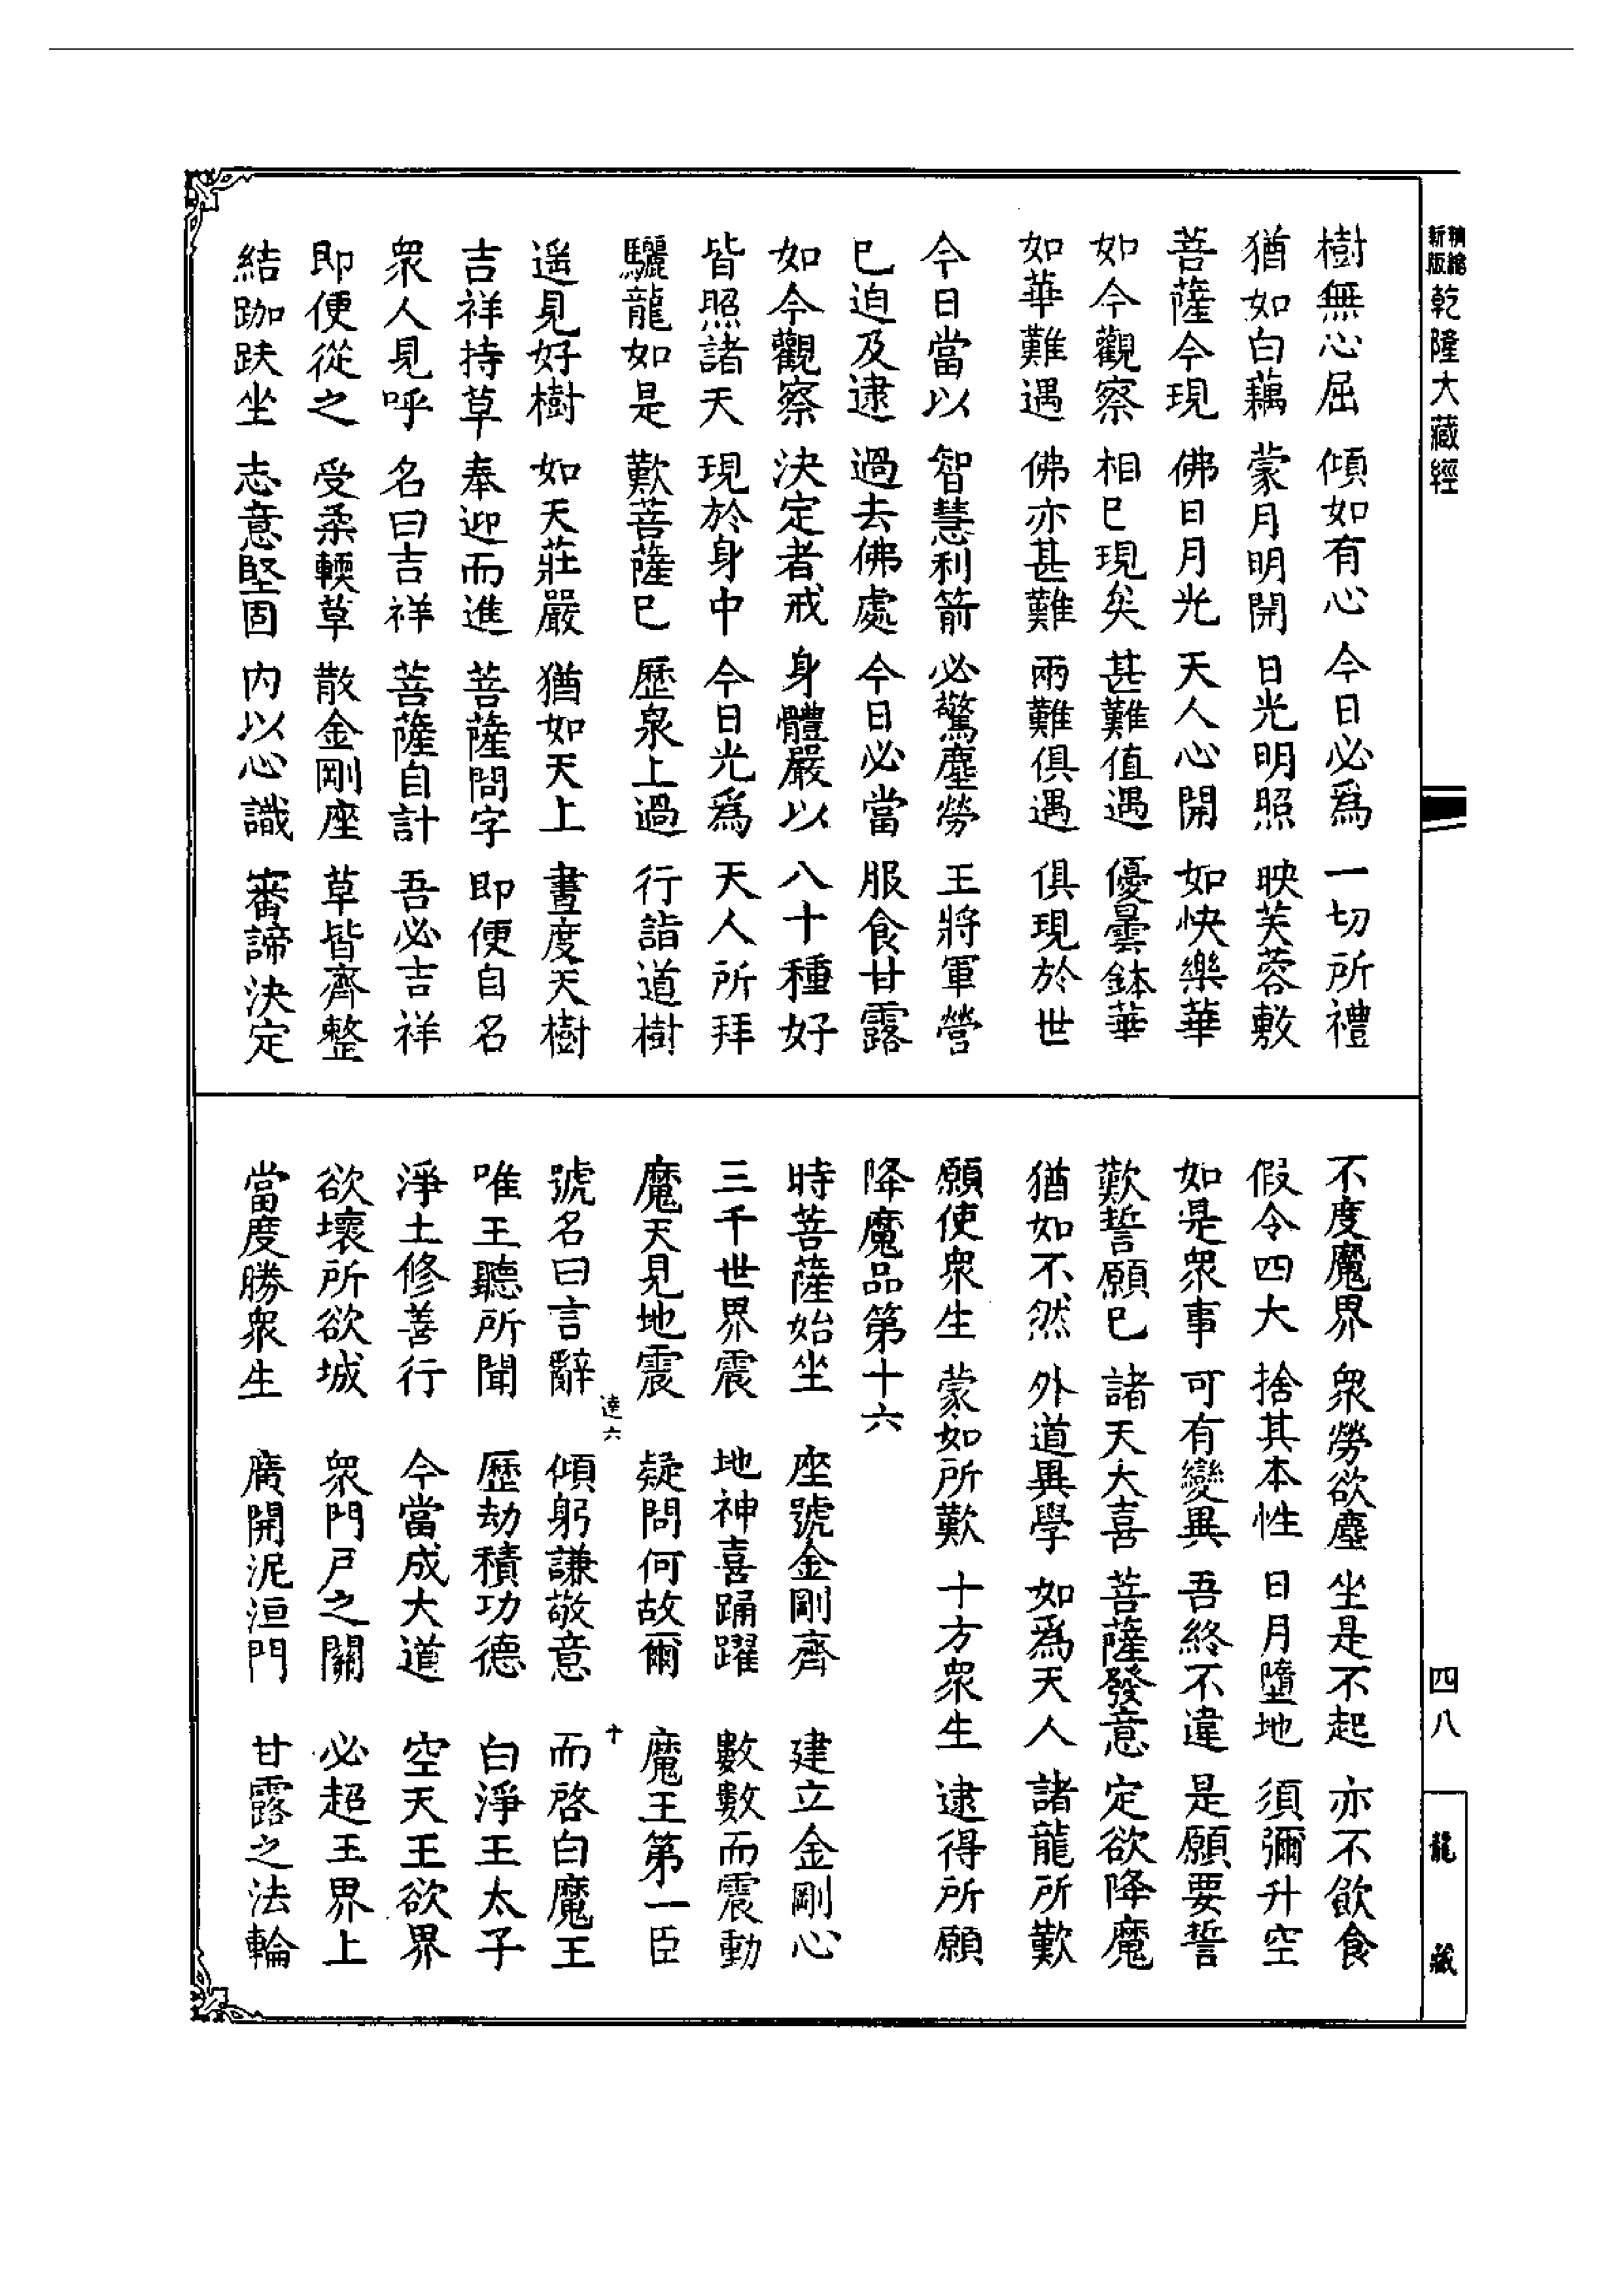 精縮新版乾隆大藏經
樹無心屈 傾如有心 今日必為 一切所禮
猶如白藕 蒙月明開 日光明照 映芙蓉敷
菩薩今現 佛日月光 天人心開 如快樂華
如今觀察 相已現矣 甚難值遇 優曇鉢華
如華難遇 佛亦甚難 兩難俱遇 俱現於世
今日當以 智慧利箭 必驚塵勞 王將軍營
已迫及逮 過去佛處 今日必當 服食甘露
如今觀察 決定者戒 身體嚴以 八十種好
皆照諸天 現於身中 今日光為 天人所拜
驪龍如是 歎菩薩已 歷泉上過 行詣道樹
遥見好樹 如天莊嚴 猶如天上 晝度天樹
吉祥持草 奉迎而進 菩薩問字 即便自名
眾人見呼 名曰吉祥 菩薩自計 吾必吉祥
即便從之 受柔輭草 散金剛座 草皆齊整
結跏趺坐 志意堅固 內以心識 審諦決定
不度魔界 眾勞欲塵 坐是不起 亦不飲食
假令四大 捨其本性 日月墮地 須彌升空
如是眾事 可有變異 吾終不違 是願要誓
歎誓願已 諸天大喜 菩薩發意 定欲降魔
猶如不然 外道異學 如為天人 諸龍所歎
願使眾生 蒙如所歎 十方眾生 逮得所願
降魔品第十六
時菩薩始坐 座號金剛齊 建立金剛心
三千世界震 地神喜踊躍 數數而震動
魔天見地震 疑問何故爾 魔王第一臣
達六 十
號名曰言辭 傾躬謙敬意 而啓白魔王
唯王聽所聞 歷劫積功德 白淨王太子
淨土修善行 今當成大道 空天王欲界
欲壞所欲城 眾門戸之關 必超王界上
當度勝眾生 廣開泥洹門 甘露之法輪
四八
龍藏